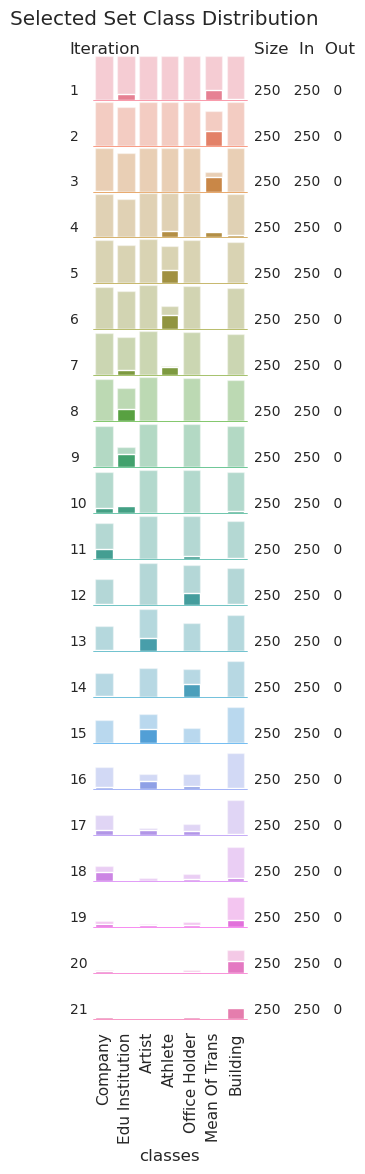 Selected Set Class Distribution
Iteration Size In Out
1 250 250 0
2 250 250 0
3 250 250 0
4 250 250 0
5 250 250 0
6 250 250 0
7 250 250 0
8 250 250 0
9 250 250 0
10 250 250 0
11 250 250 0
12 250 250 0
13 250 250 0
14 250 250 0
15 250 250 0
16 250 250 0
17 250 250 0
18 250 250 0
19 250 250 0
20 250 250 0
21 250 250 0
Company
Edu Institution
Artist
Athlete
Office Holder
Mean Of Trans
Building
classes